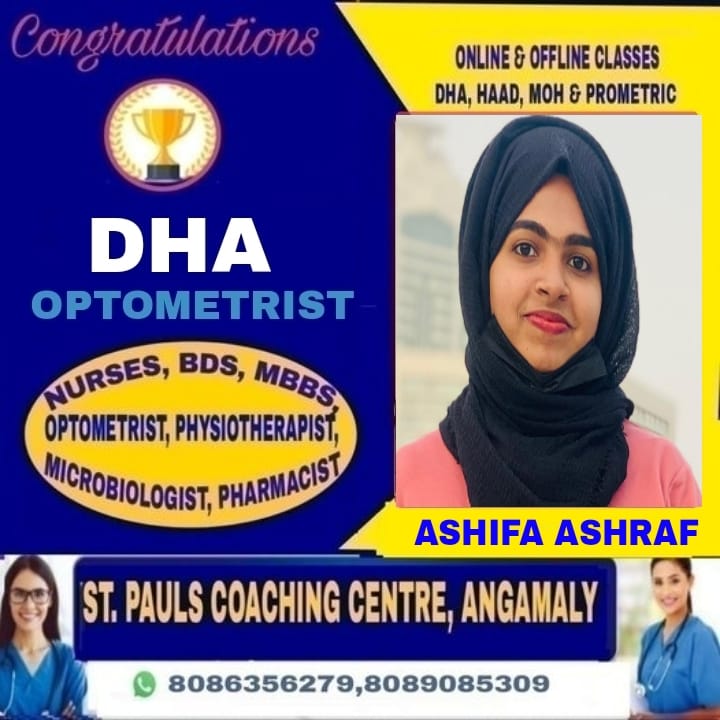 Congratulations
ONLINE & OFFLINE CLASSES
DHA, HAAD, MOH & PROMETRIC
DHA
OPTOMETRIST
NURSES, BDS, MBBS,
OPTOMETRIST, PHYSIOTHERAPIST,
MICROBIOLOGIST, PHARMACIST
ASHIFA ASHRAF
ST. PAULS COACHING CENTRE, ANGAMALY
8086356279,8089085309